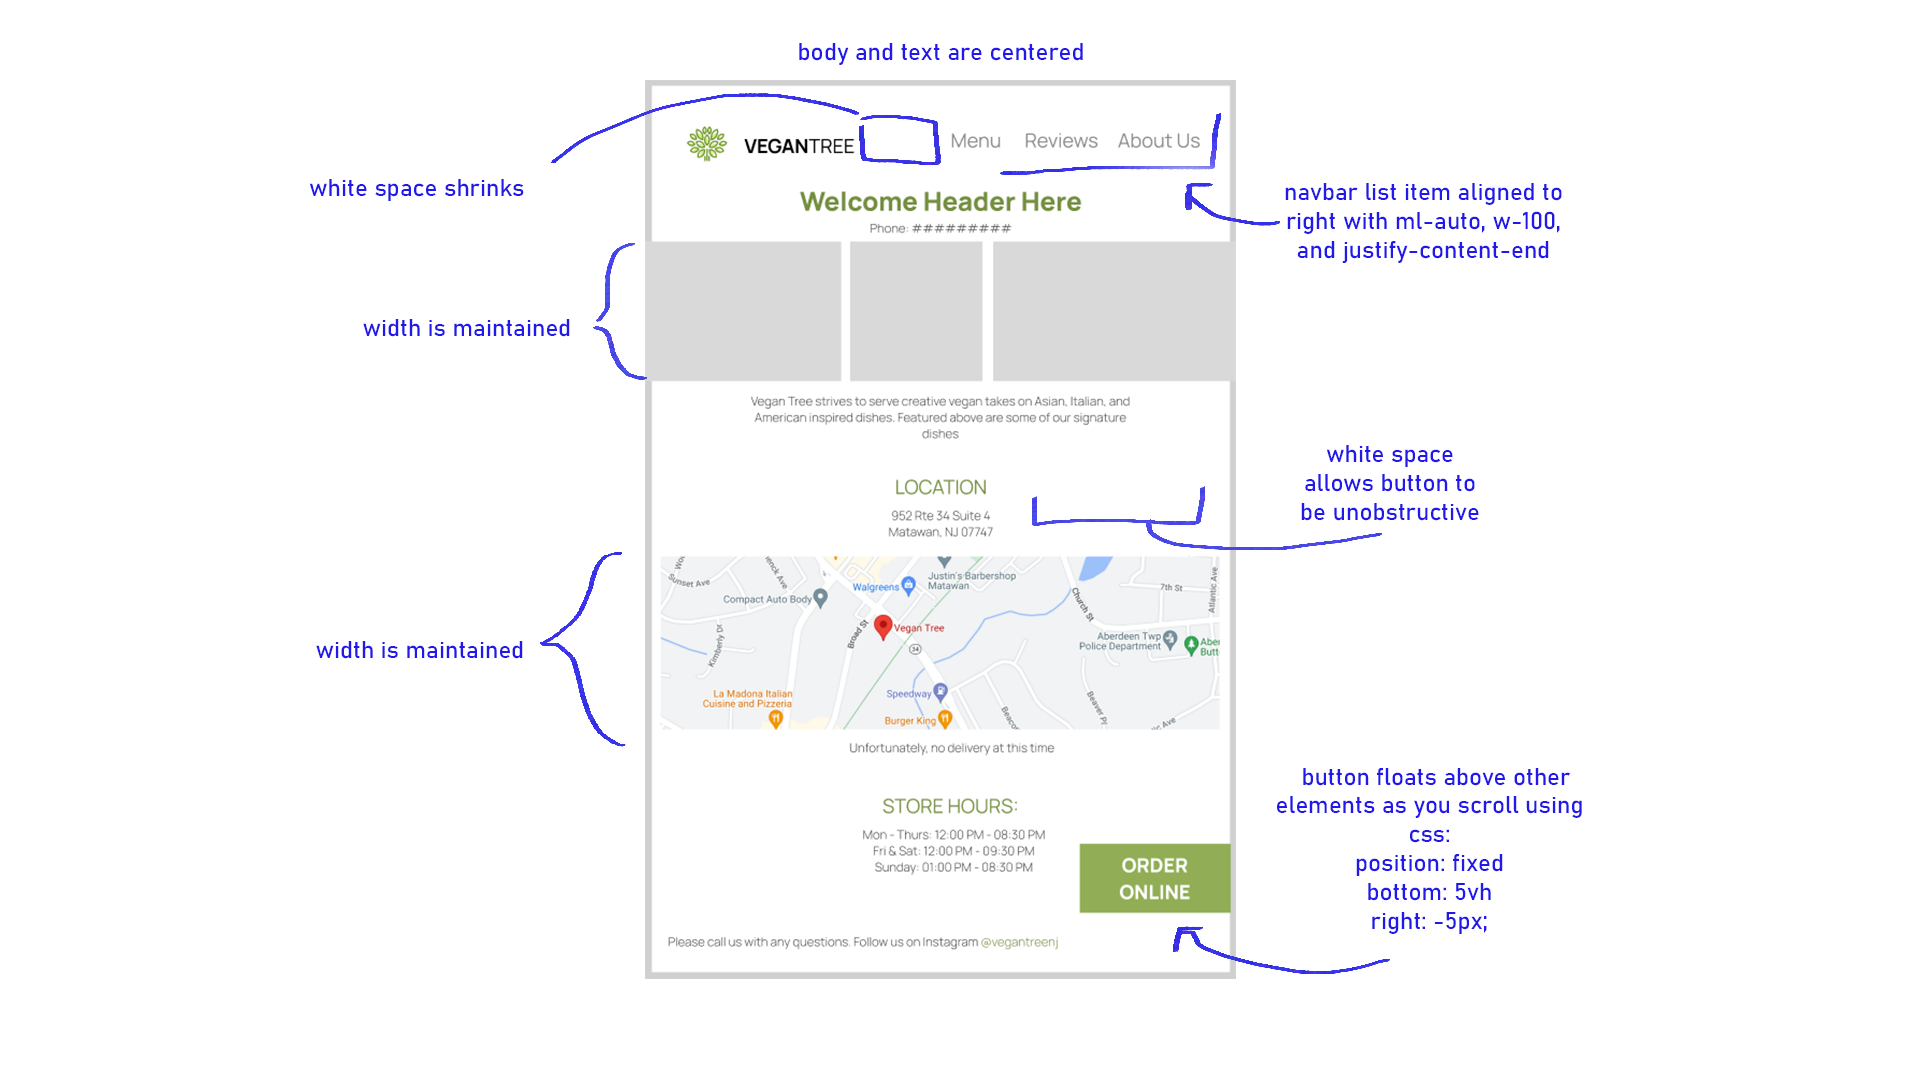 body and text are centered
VEGANTREE
Menu
Reviews
About Us
white space shrinks
navbar list item aligned to
right with ml-auto, w-100,
and justify-content-end
Welcome Header Here
Phone: #########
width is maintained
Vegan Tree strives to serve creative vegan takes on Asian, Italian, and
American inspired dishes. Featured above are some of our signature
dishes
white space
allows button to
be unobstructive
LOCATION
952 Rte 34 Suite 4
Matawan, NJ 07747
width is maintained
Sunset Ave
Justin's Barbershop
Matawan
Walgreens
Compact Auto Body
7th St
Atlantic Ave
Church St
Broad St
Vegan Tree
Kimberly Dr
34
Aberdeen Twp
Police Department
Aber
Butt
La Madona Italian
Cuisine and Pizzeria
Speedway
Burger King
Beaver Pl
Beaco
ic Ave
Unfortunately, no delivery at this time
STORE HOURS:
Mon - Thurs: 12:00 PM - 08:30 PM
Fri & Sat: 12:00 PM - 09:30 PM
Sunday: 01:00 PM - 08:30 PM
ORDER
ONLINE
button floats above other
elements as you scroll using
css:
position: fixed
bottom: 5vh
right: -5px;
Please call us with any questions. Follow us on Instagram @vegantreenj